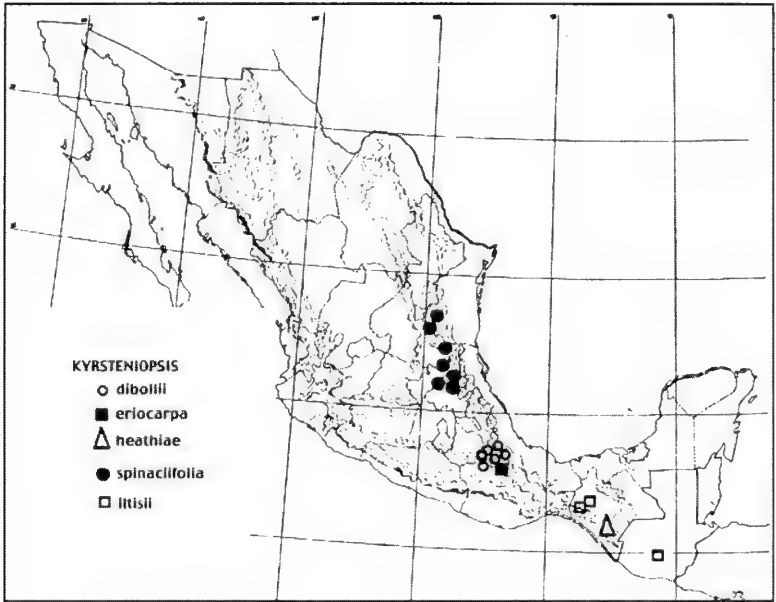 KYRSTENIOPSIS
dibollii
eriocarpa
heathiae
spinaciifolia
iltisii